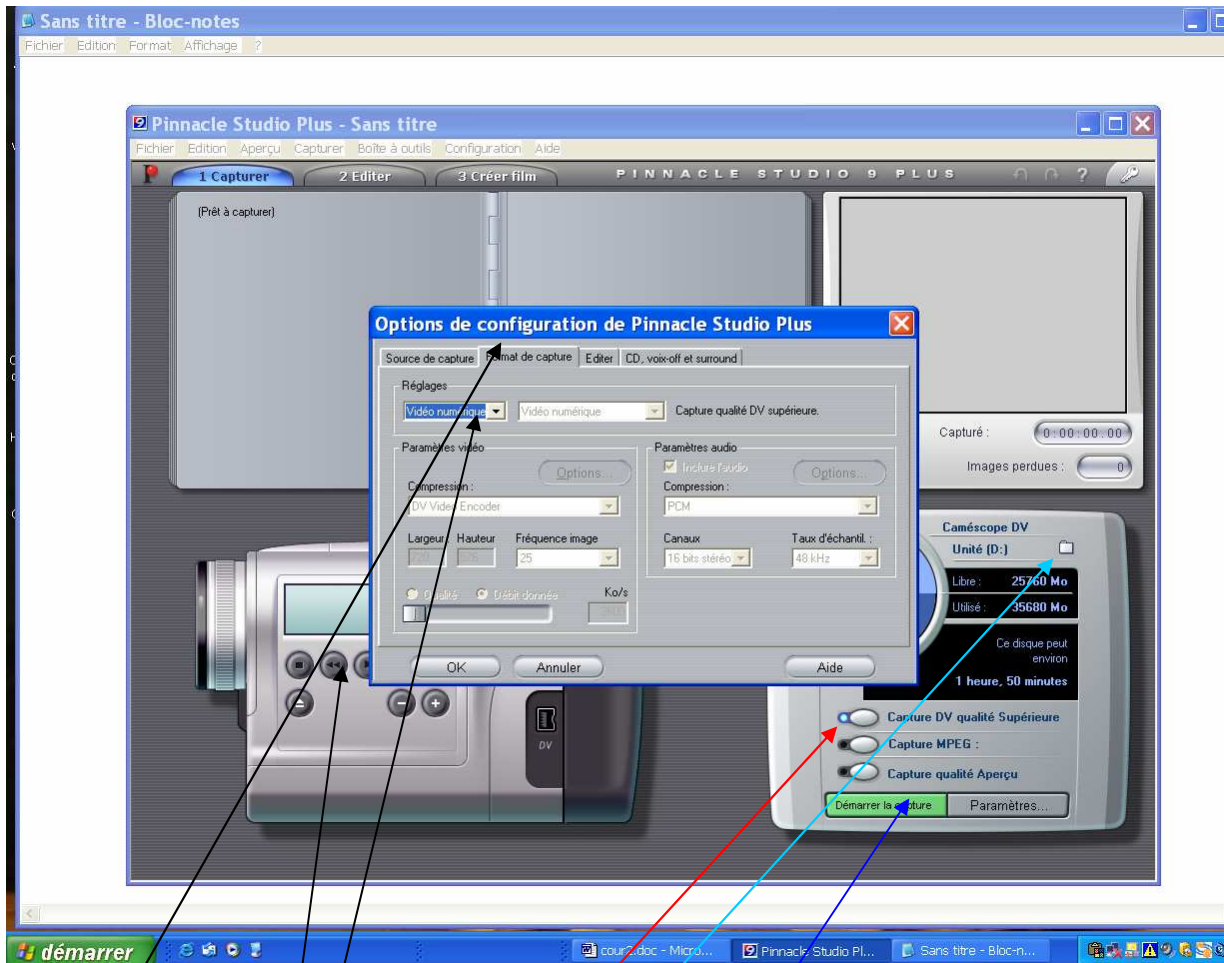 Sans titre - Bloc-notes
Fichier Edition Format Affichage ?
Pinnacle Studio Plus - Sans titre
Fichier Edition Aperçu Capturer Boîte à outils Configuration Aide
1 Capturer 2 Editer 3 Créer film PINNACLE STUDIO 9 PLUS ?
(Prêt à capturer)
Options de configuration de Pinnacle Studio Plus
Source de capture Format de capture Editer CD, voix-off et surround
Réglages
Vidéo numérique Vidéo numérique Capture qualité DV supérieure.
Paramètres vidéo
Options...
Compression :
DV Video Encoder
Largeur Hauteur Fréquence image
25
Qualité Débit donnée Ko/s
Paramètres audio
Inclure l'audio Options...
Compression :
PCM
Canaux Taux d'échantil. :
16 bits stéréo 48 kHz
OK Annuler Aide
Capturé : 0:00:00.00
Images perdues : 0
DV
Caméscope DV
Unité (D:)
Libre : 25760 Mo
Utilisé : 35680 Mo
Ce disque peut
environ
1 heure, 50 minutes
Capture DV qualité Supérieure
Capture MPEG :
Capture qualité Aperçu
Démarrer la capture Paramètres...
démarrer cour2.doc - Micro... Pinnacle Studio Pl... Sans titre - Bloc-n...